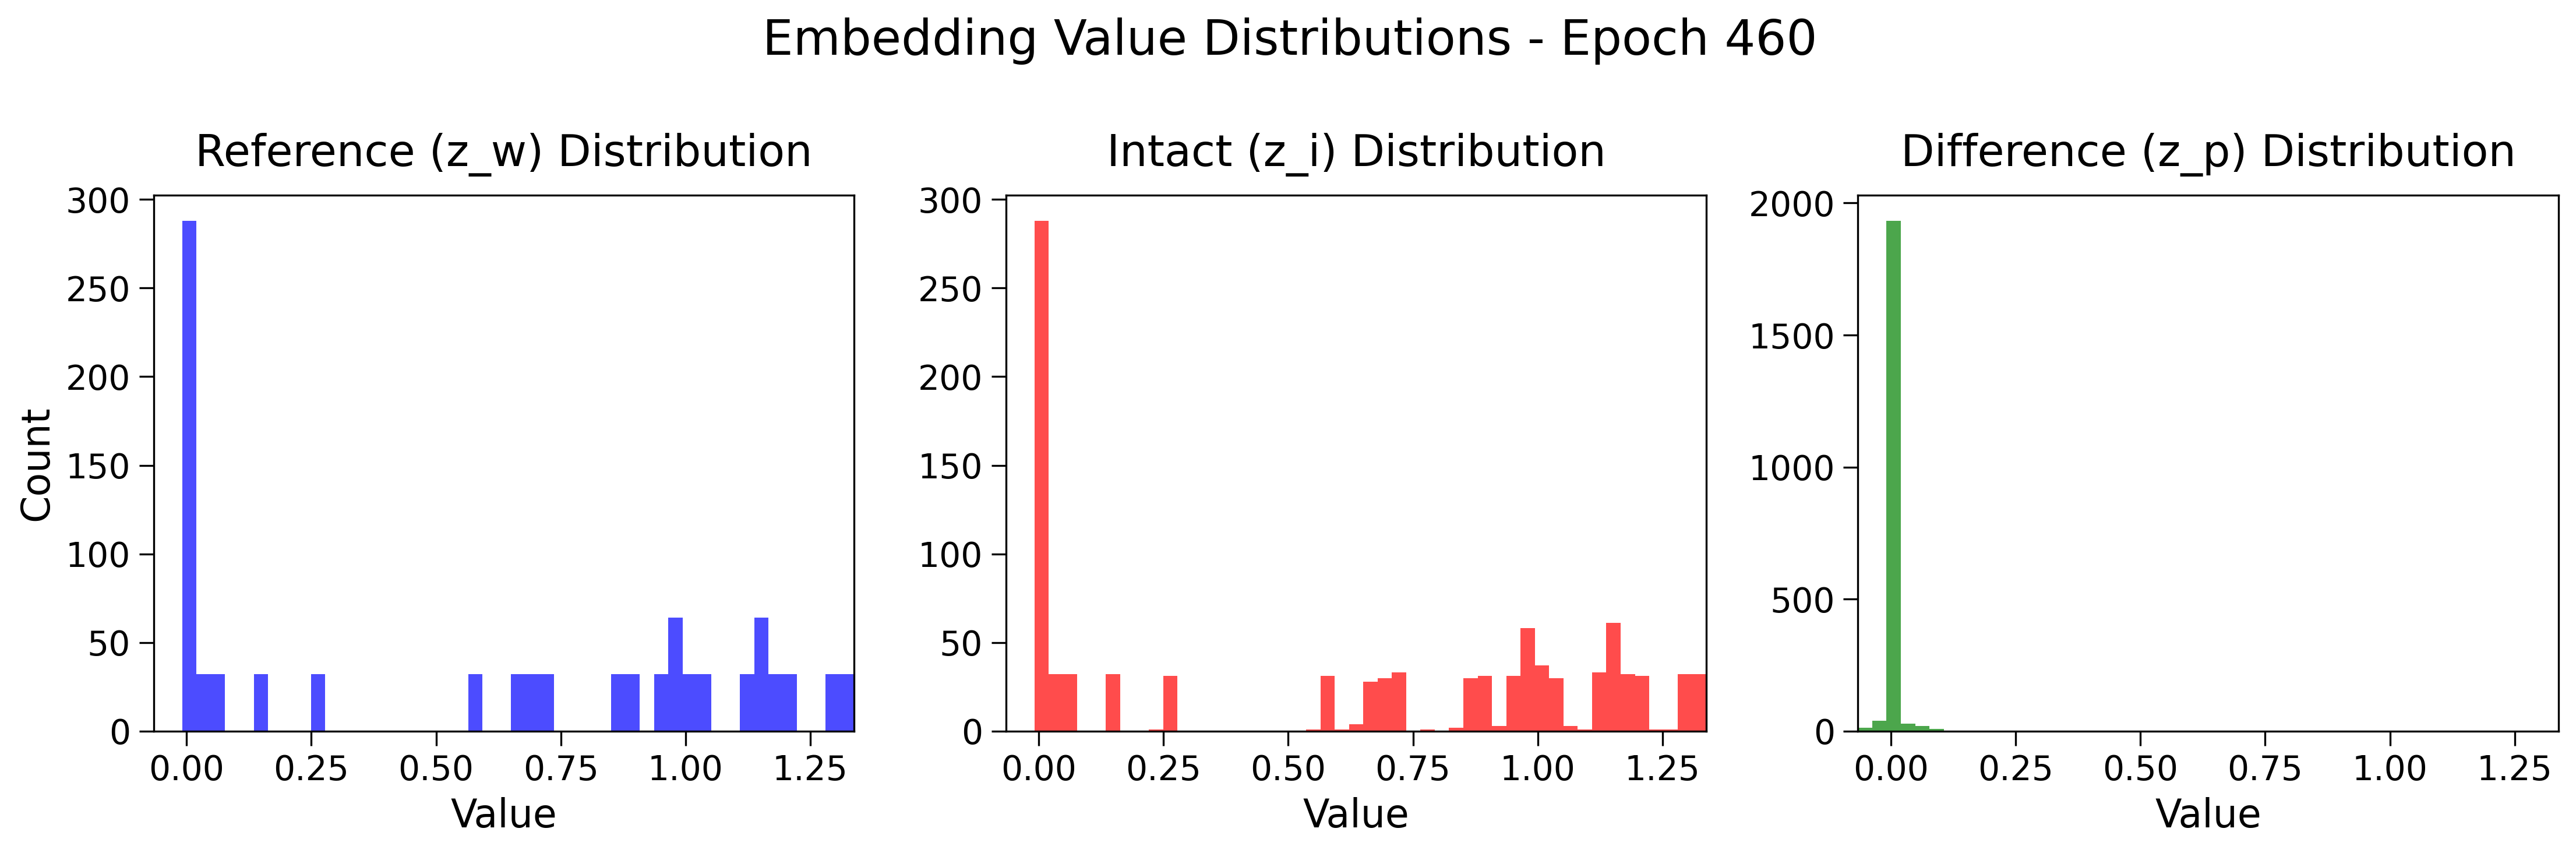 Embedding Value Distributions - Epoch 460
Reference (z_w) Distribution
300
250
200
150
100
50
0
Count
0.00 0.25 0.50 0.75 1.00 1.25
Value
Intact (z_i) Distribution
300
250
200
150
100
50
0
0.00 0.25 0.50 0.75 1.00 1.25
Value
Difference (z_p) Distribution
2000
1500
1000
500
0
0.00 0.25 0.50 0.75 1.00 1.25
Value